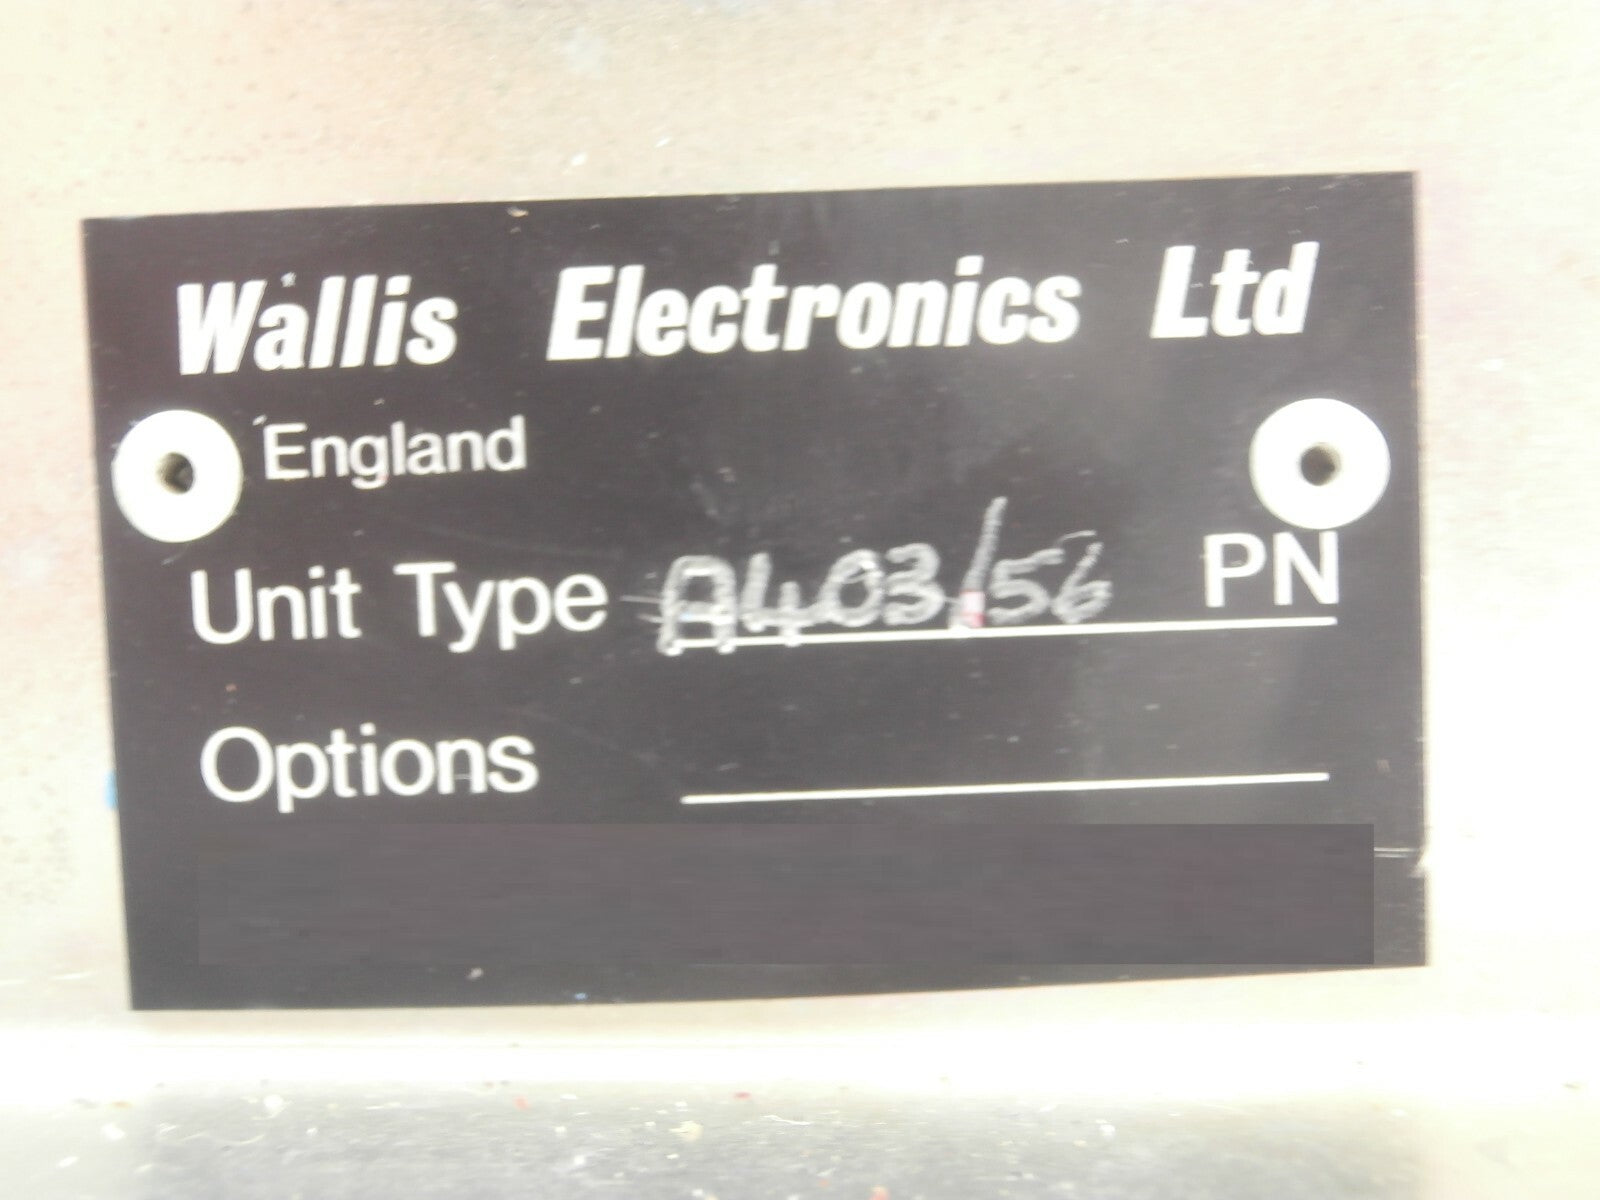 Wallis Electronics Ltd
England
Unit Type A403/56 PN
Options